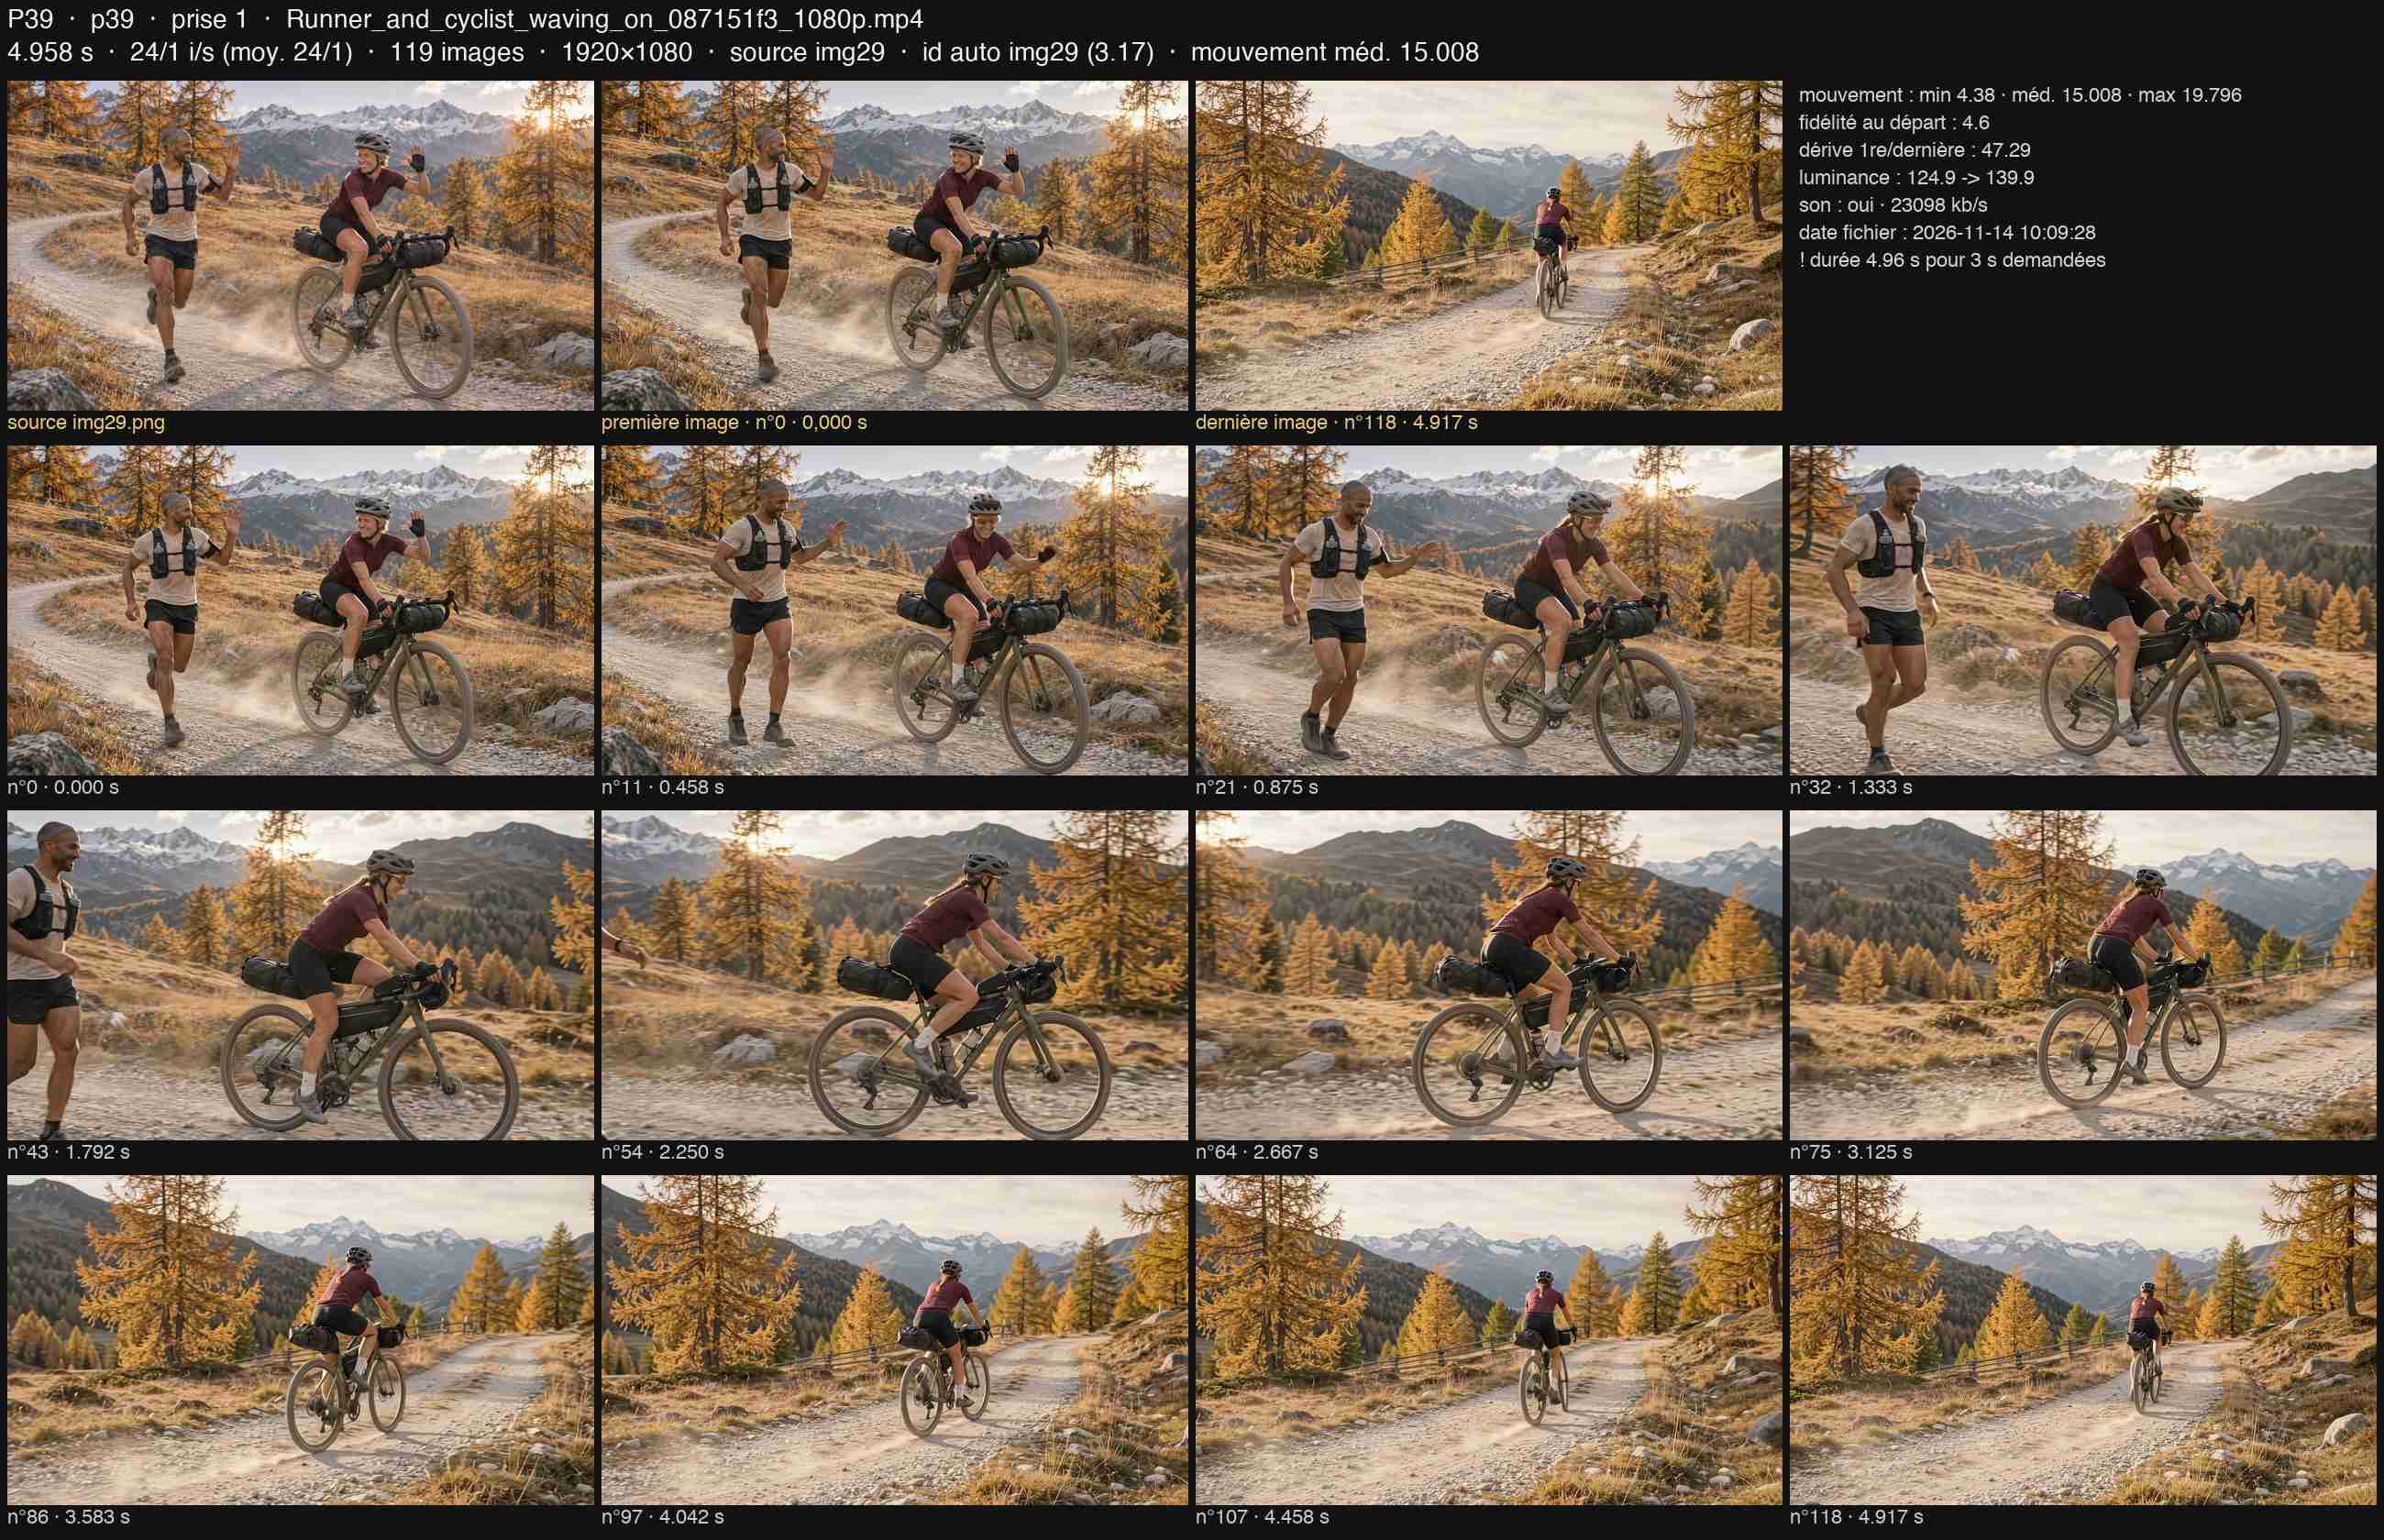 P39 · p39 · prise 1 · Runner_and_cyclist_waving_on_087151f3_1080p.mp4
4.958 s · 24/1 i/s (moy. 24/1) · 119 images · 1920×1080 · source img29 · id auto img29 (3.17) · mouvement méd. 15.008
mouvement : min 4.38 · méd. 15.008 · max 19.796
fidélité au départ : 4.6
dérive 1re/dernière : 47.29
luminance : 124.9 -> 139.9
son : oui · 23098 kb/s
date fichier : 2026-11-14 10:09:28
! durée 4.96 s pour 3 s demandées
source img29.png
première image · n°0 · 0,000 s
dernière image · n°118 · 4.917 s
n°0 · 0.000 s
n°11 · 0.458 s
n°21 · 0.875 s
n°32 · 1.333 s
n°43 · 1.792 s
n°54 · 2.250 s
n°64 · 2.667 s
n°75 · 3.125 s
n°86 · 3.583 s
n°97 · 4.042 s
n°107 · 4.458 s
n°118 · 4.917 s